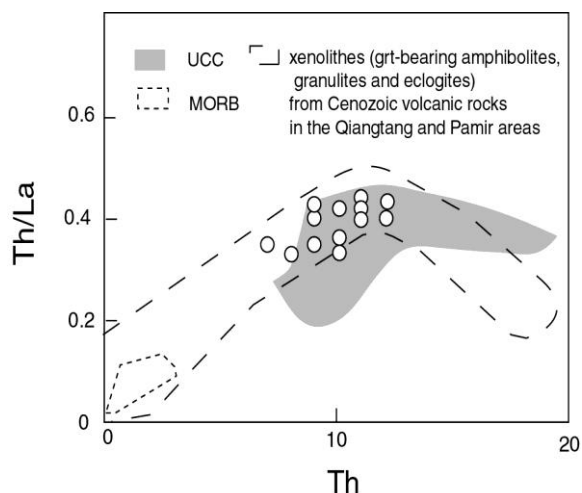 UCC
xenolithes (grt-bearing amphibolites,
granulites and eclogites)
MORB
from Cenozoic volcanic rocks
in the Qiangtang and Pamir areas
0.6
0.4
0.2
0
Th/La
0
10
20
Th